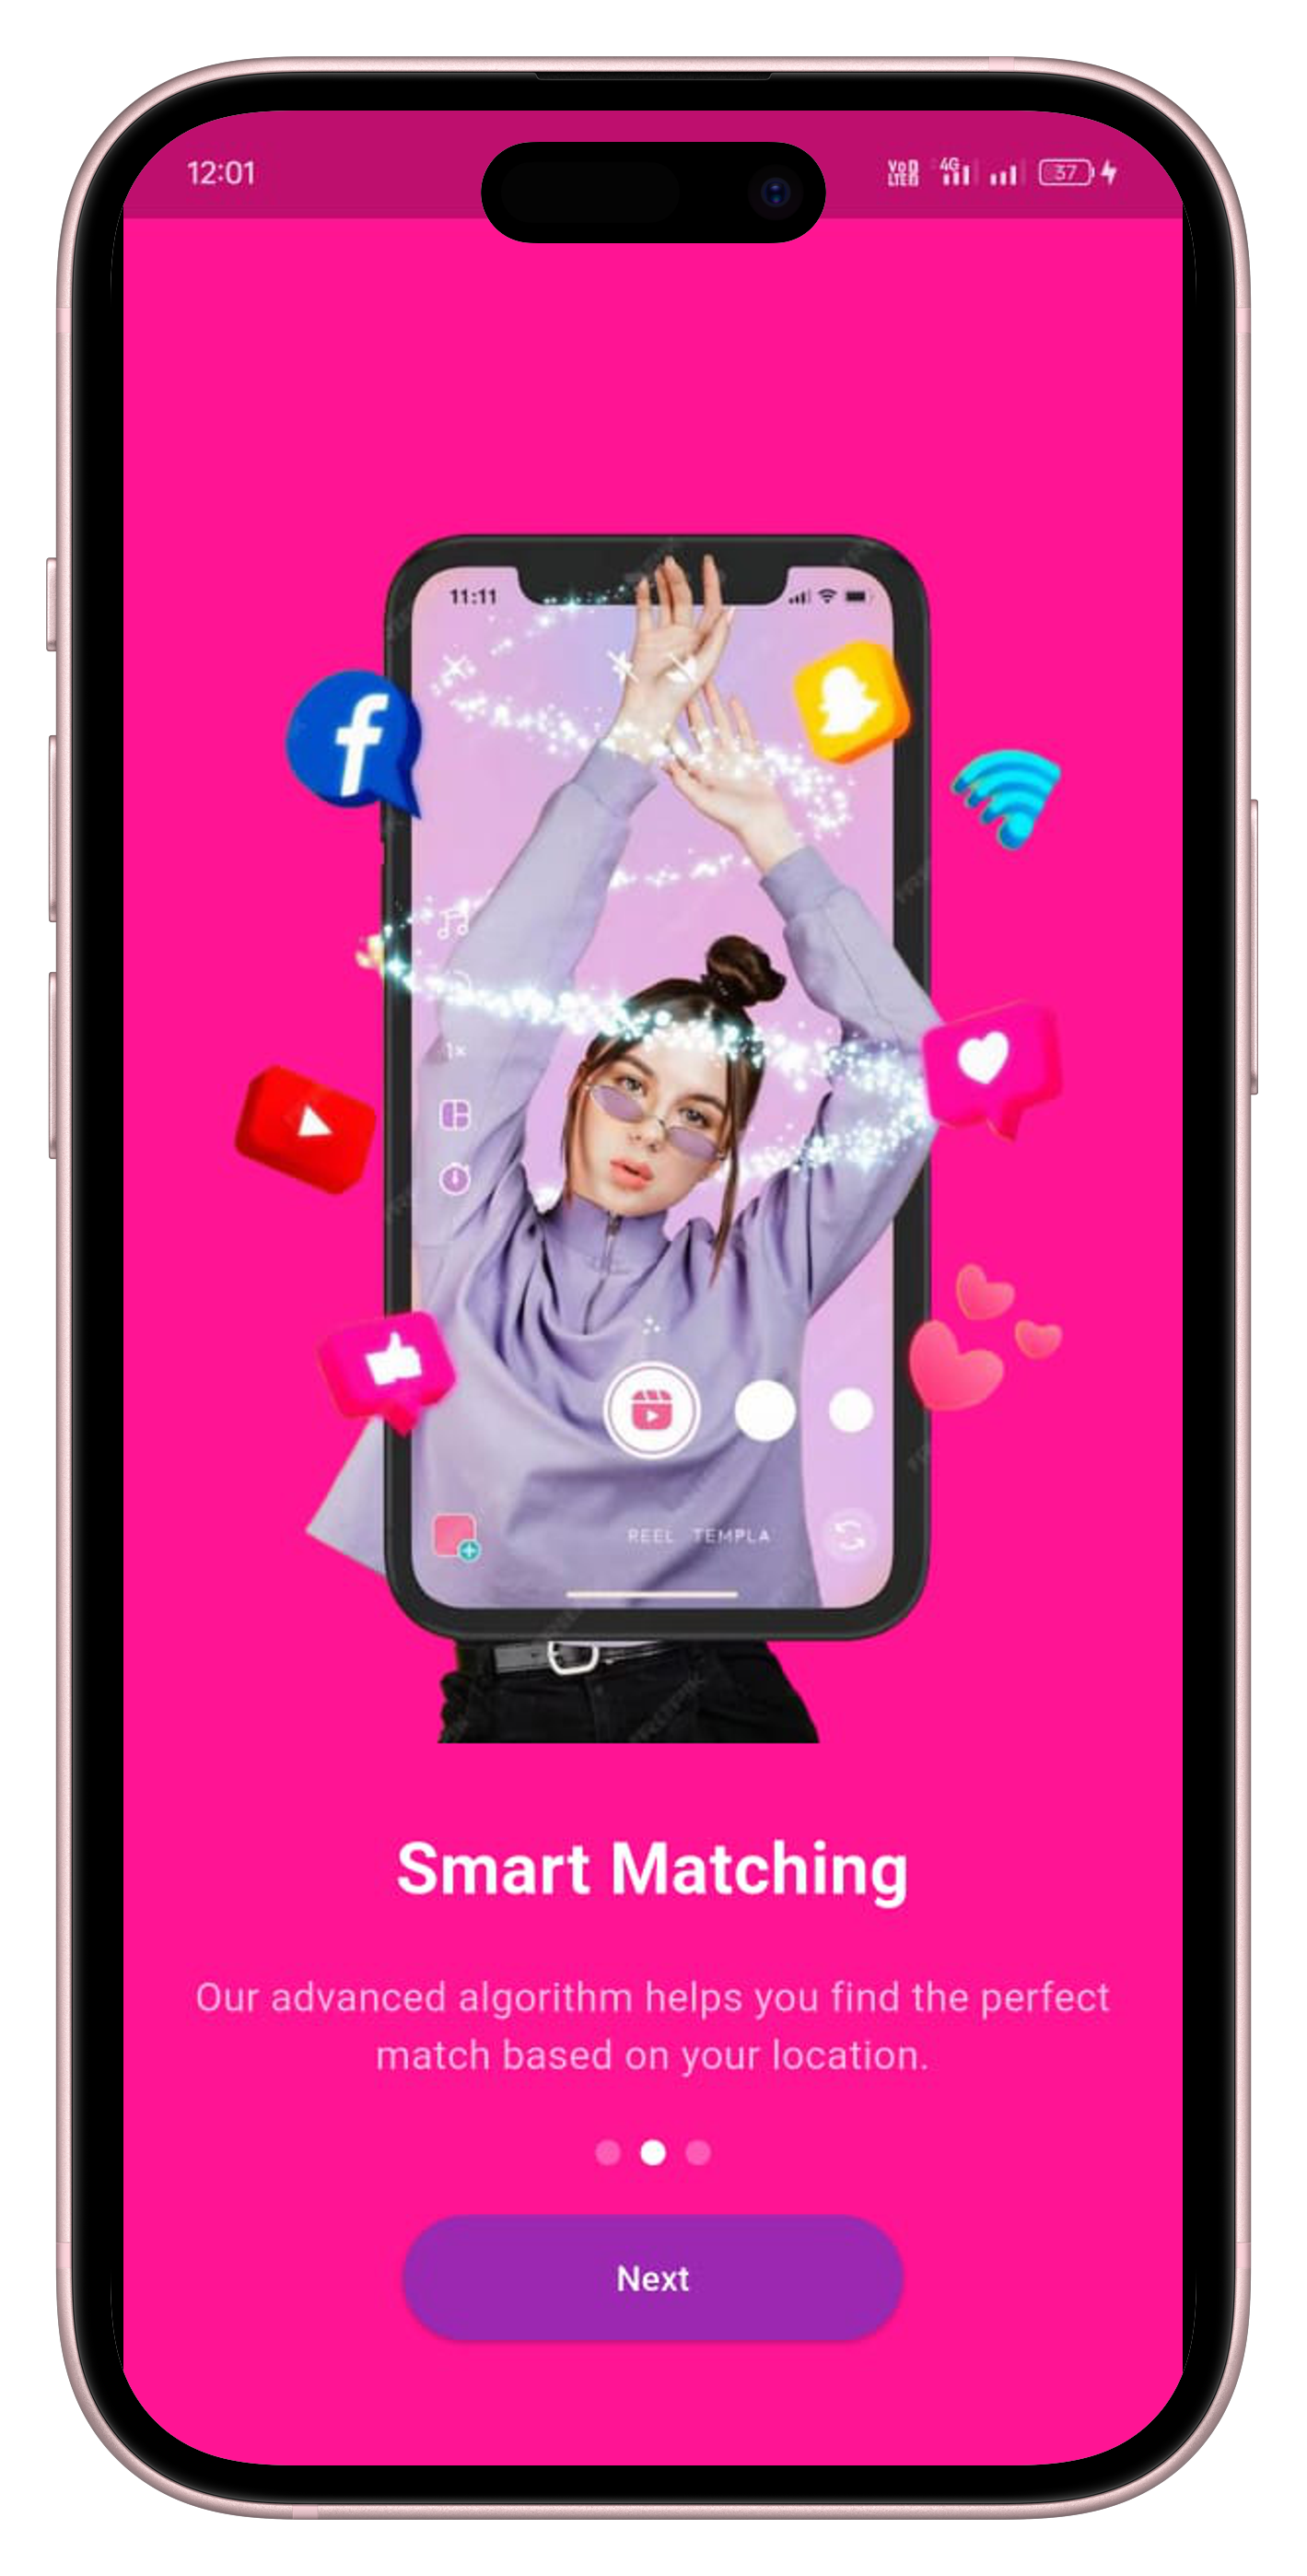 12:01
Vo LTE 4G 37
11:11
f
1×
REEL TEMPLA
Smart Matching
Our advanced algorithm helps you find the perfect
match based on your location.
Next